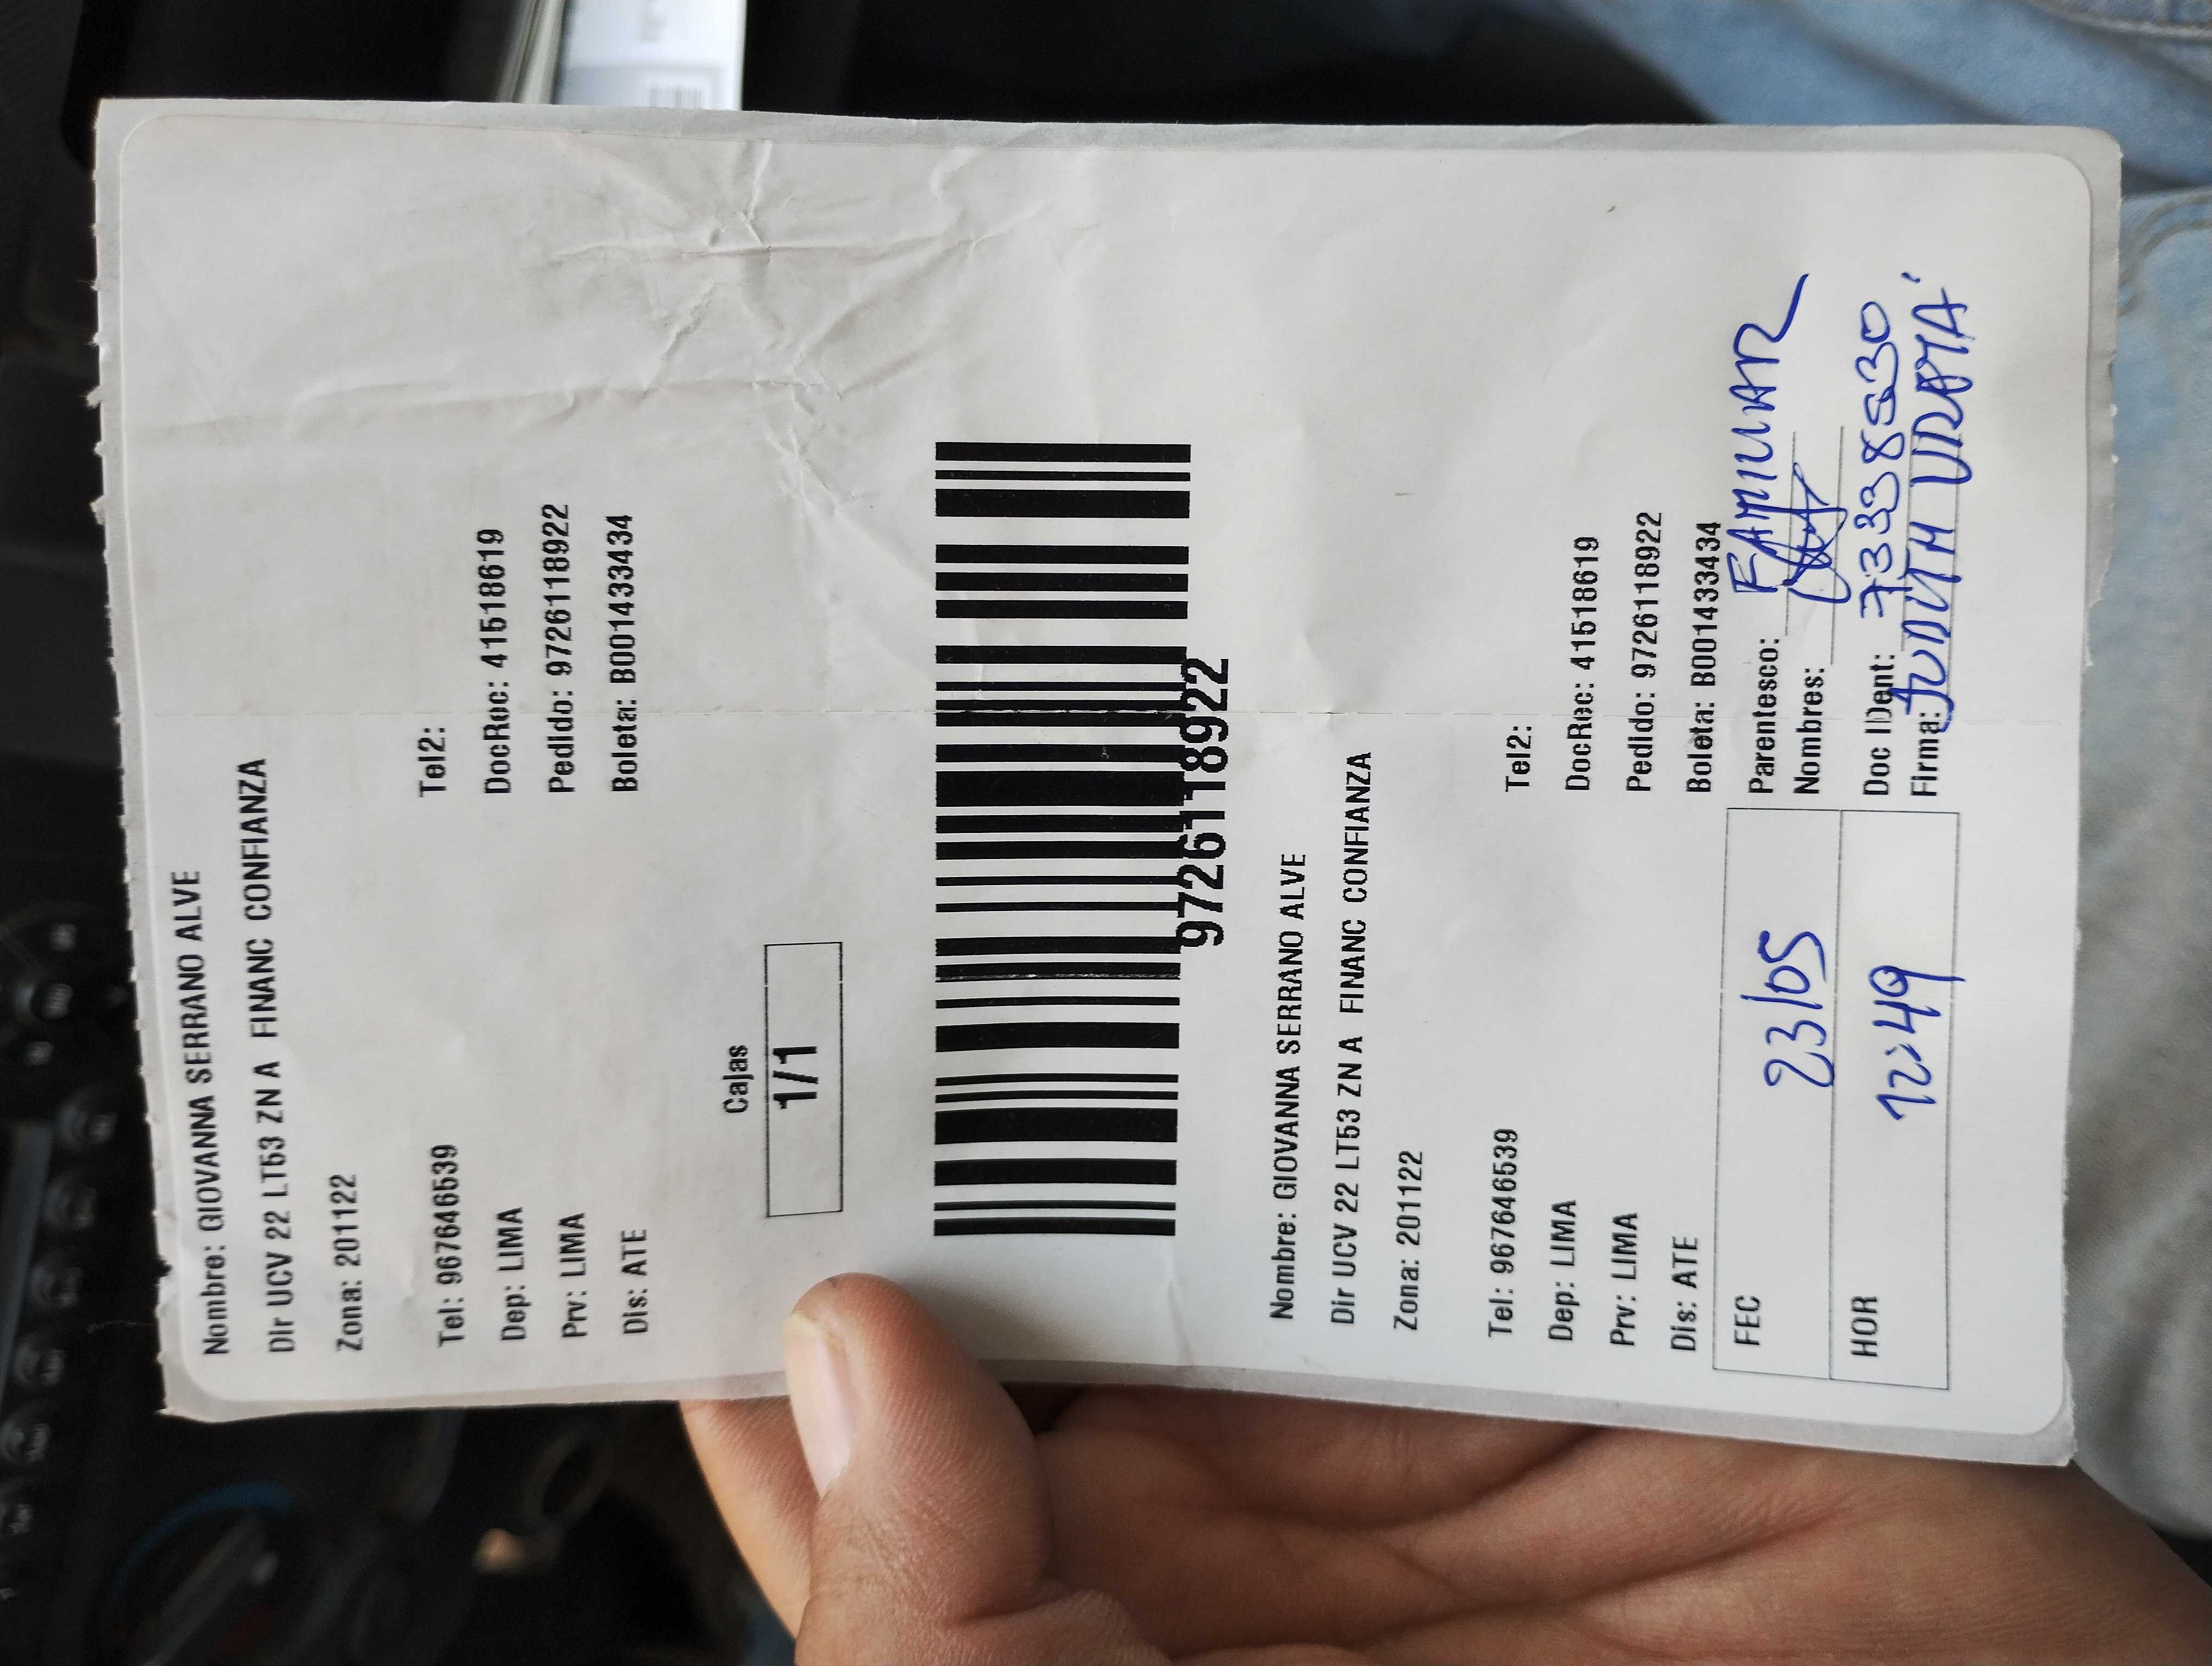 Nombre: GIOVANNA SERRANO ALVE
Dir UCV 22 LT53 ZN A FINANC CONFIANZA
Zona: 201122
Tel: 967646539 Tel2:
Dep: LIMA DocRec: 41518619
Prv: LIMA Pedido: 9726118922
Dis: ATE Boleta: B001433434
Cajas
1/1
9726118922
Nombre: GIOVANNA SERRANO ALVE
Dir UCV 22 LT53 ZN A FINANC CONFIANZA
Zona: 201122
Tel: 967646539 Tel2:
Dep: LIMA DocRec: 41518619
Prv: LIMA Pedido: 9726118922
Dis: ATE Boleta: B001433434
FEC 23/05 Parentesco: FAMILIAR
Nombres:
HOR 12:49 Doc IDent: 73338530
Firma: JUDITH